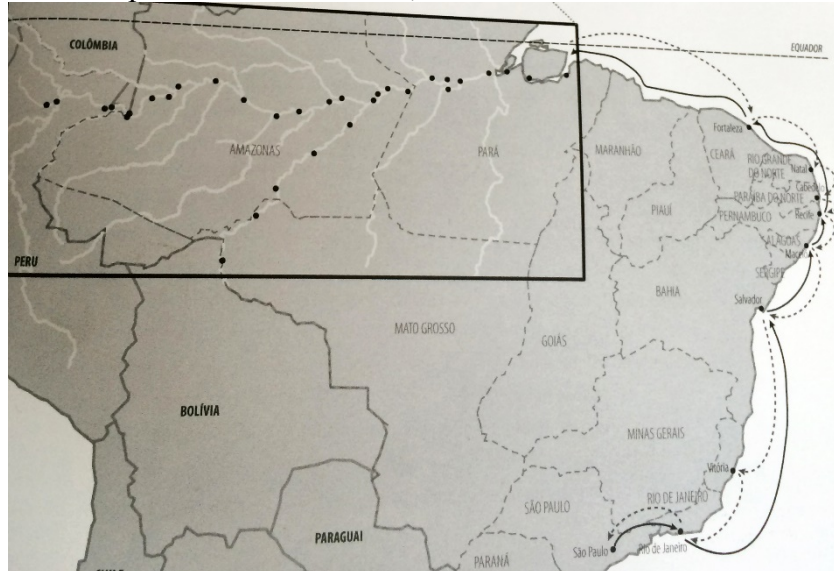 COLÔMBIA
EQUADOR
Fortaleza
AMAZONAS
PARÁ
MARANHÃO
CEARÁ
RIO GRANDE
DO NORTE
Natal
Cabedelo
PARAÍBA DO NORTE
PIAUÍ
PERNAMBUCO
Recife
ALAGOAS
Maceió
PERU
SERGIPE
BAHIA
Salvador
MATO GROSSO
GOIÁS
BOLÍVIA
MINAS GERAIS
Vitória
SÃO PAULO
RIO DE JANEIRO
PARAGUAI
São Paulo
Rio de Janeiro
PARANÁ